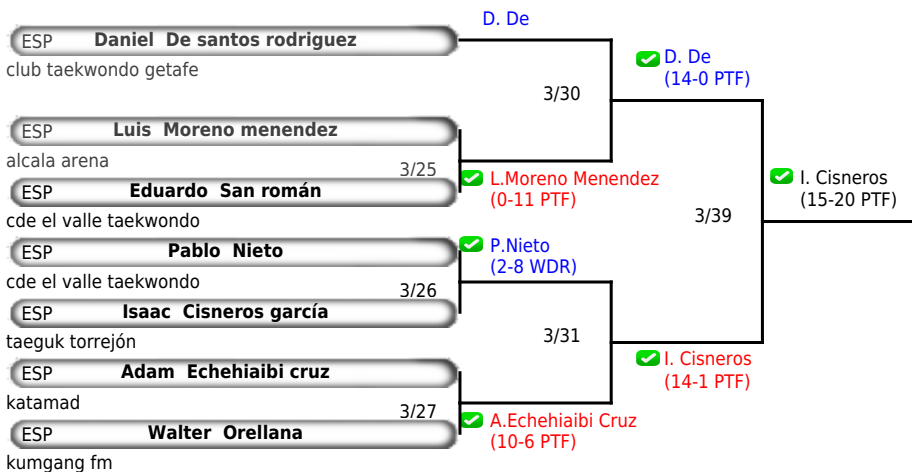 D. De
ESP Daniel De santos rodriguez
club taekwondo getafe
D. De
(14-0 PTF)
3/30
ESP Luis Moreno menendez
alcala arena
3/25
L.Moreno Menendez
(0-11 PTF)
ESP Eduardo San román
cde el valle taekwondo
I. Cisneros
(15-20 PTF)
3/39
ESP Pablo Nieto
cde el valle taekwondo
P.Nieto
(2-8 WDR)
3/26
ESP Isaac Cisneros garcía
taeguk torrejón
3/31
I. Cisneros
(14-1 PTF)
ESP Adam Echehiaibi cruz
katamad
3/27
A.Echehiaibi Cruz
(10-6 PTF)
ESP Walter Orellana
kumgang fm